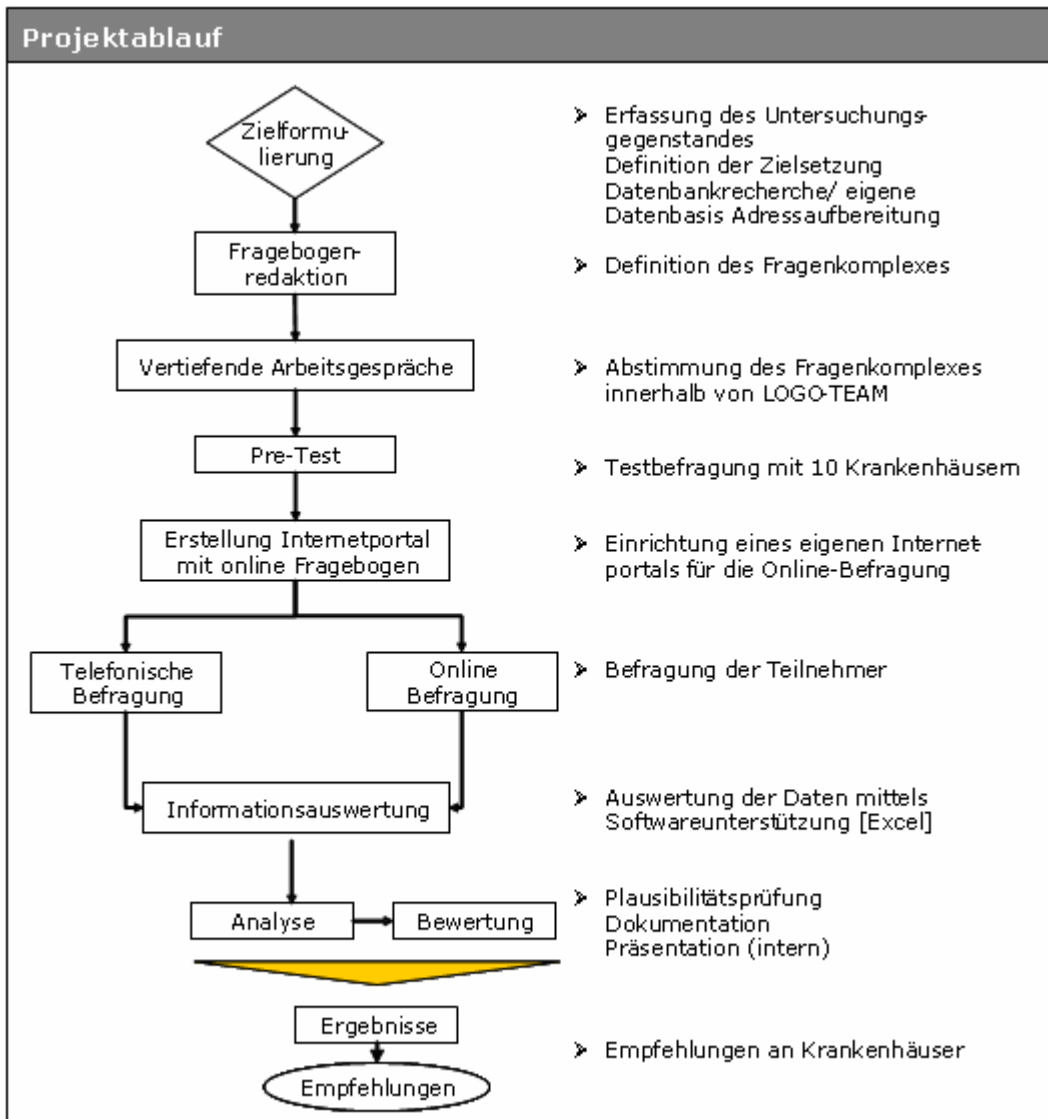 Projektablauf
Zielformu-
lierung
➢ Erfassung des Untersuchungs-
gegenstandes
Definition der Zielsetzung
Datenbankrecherche/ eigene
Datenbasis Adressaufbereitung
Fragebogen-
redaktion
➢ Definition des Fragenkomplexes
Vertiefende Arbeitsgespräche
➢ Abstimmung des Fragenkomplexes
innerhalb von LOGO-TEAM
Pre-Test
➢ Testbefragung mit 10 Krankenhäusern
Erstellung Internetportal
mit online Fragebogen
➢ Einrichtung eines eigenen Internet-
portals für die Online-Befragung
Telefonische
Befragung
Online
Befragung
➢ Befragung der Teilnehmer
Informationsauswertung
➢ Auswertung der Daten mittels
Softwareunterstützung [Excel]
Analyse
Bewertung
➢ Plausibilitätsprüfung
Dokumentation
Präsentation (intern)
Ergebnisse
Empfehlungen
➢ Empfehlungen an Krankenhäuser